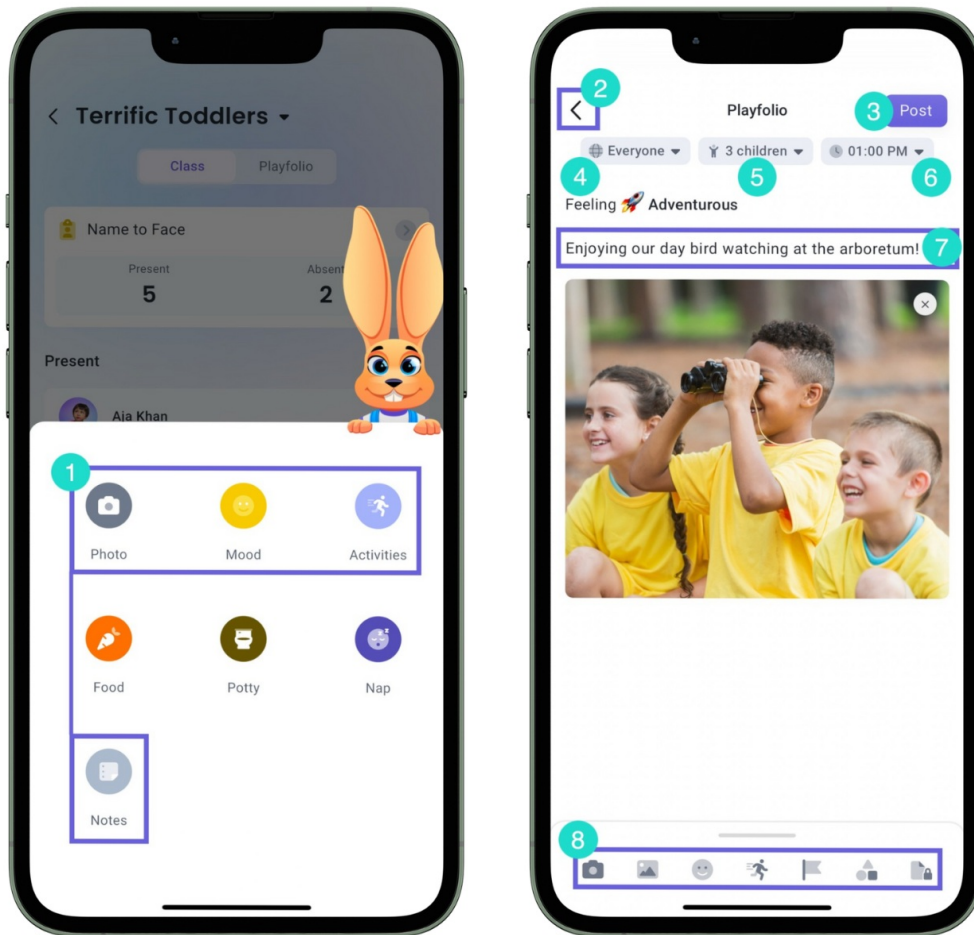 Terrific Toddlers
Class Playfolio
Name to Face
Present Absent
5 2
Present
Aja Khan
1
Photo Mood Activities
Food Potty Nap
Notes
2
Playfolio 3 Post
Everyone 3 children 01:00 PM
4 5 6
Feeling 🚀 Adventurous
Enjoying our day bird watching at the arboretum! 7
8